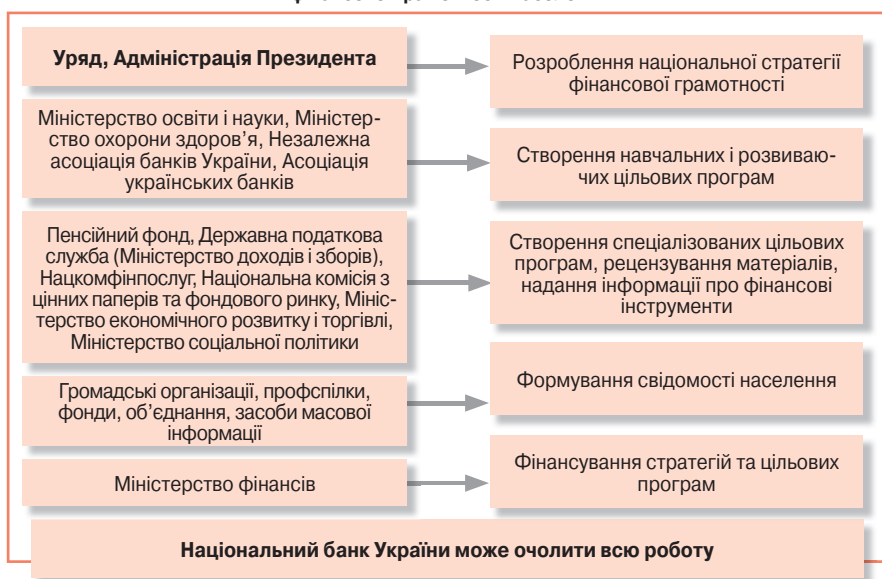 Уряд, Адміністрація Президента
Розроблення національної стратегії
фінансової грамотності
Міністерство освіти і науки, Міністер-
ство охорони здоров’я, Незалежна
асоціація банків України, Асоціація
українських банків
Створення навчальних і розвиваю-
чих цільових програм
Пенсійний фонд, Державна податкова
служба (Міністерство доходів і зборів),
Нацкомфінпослуг, Національна комісія з
цінних паперів та фондового ринку, Мініс-
терство економічного розвитку і торгівлі,
Міністерство соціальної політики
Створення спеціалізованих цільових
програм, рецензування матеріалів,
надання інформації про фінансові
інструменти
Громадські організації, профспілки,
фонди, об’єднання, засоби масової
інформації
Формування свідомості населення
Міністерство фінансів
Фінансування стратегій та цільових
програм
Національний банк України може очолити всю роботу